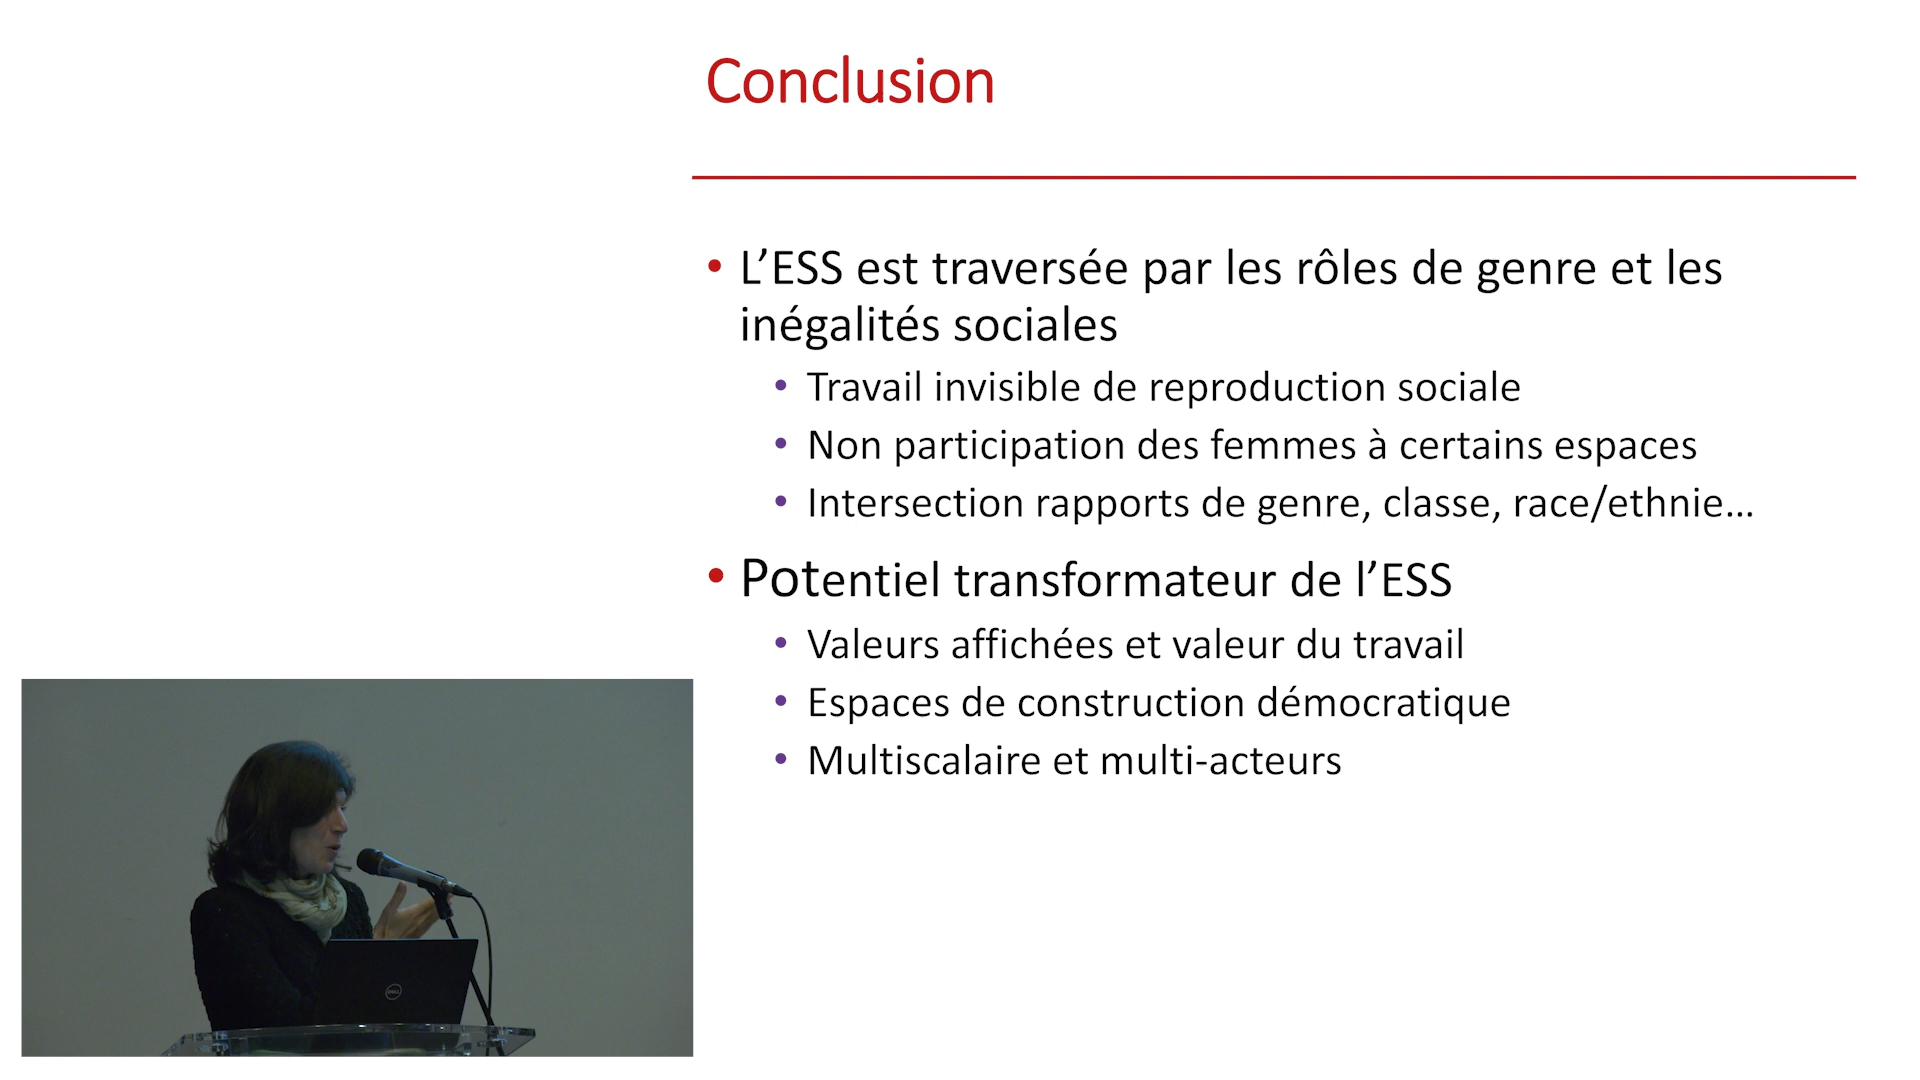 Conclusion
• L’ESS est traversée par les rôles de genre et les
inégalités sociales
• Travail invisible de reproduction sociale
• Non participation des femmes à certains espaces
• Intersection rapports de genre, classe, race/ethnie...
• Potentiel transformateur de l’ESS
• Valeurs affichées et valeur du travail
• Espaces de construction démocratique
• Multiscalaire et multi-acteurs
DELL